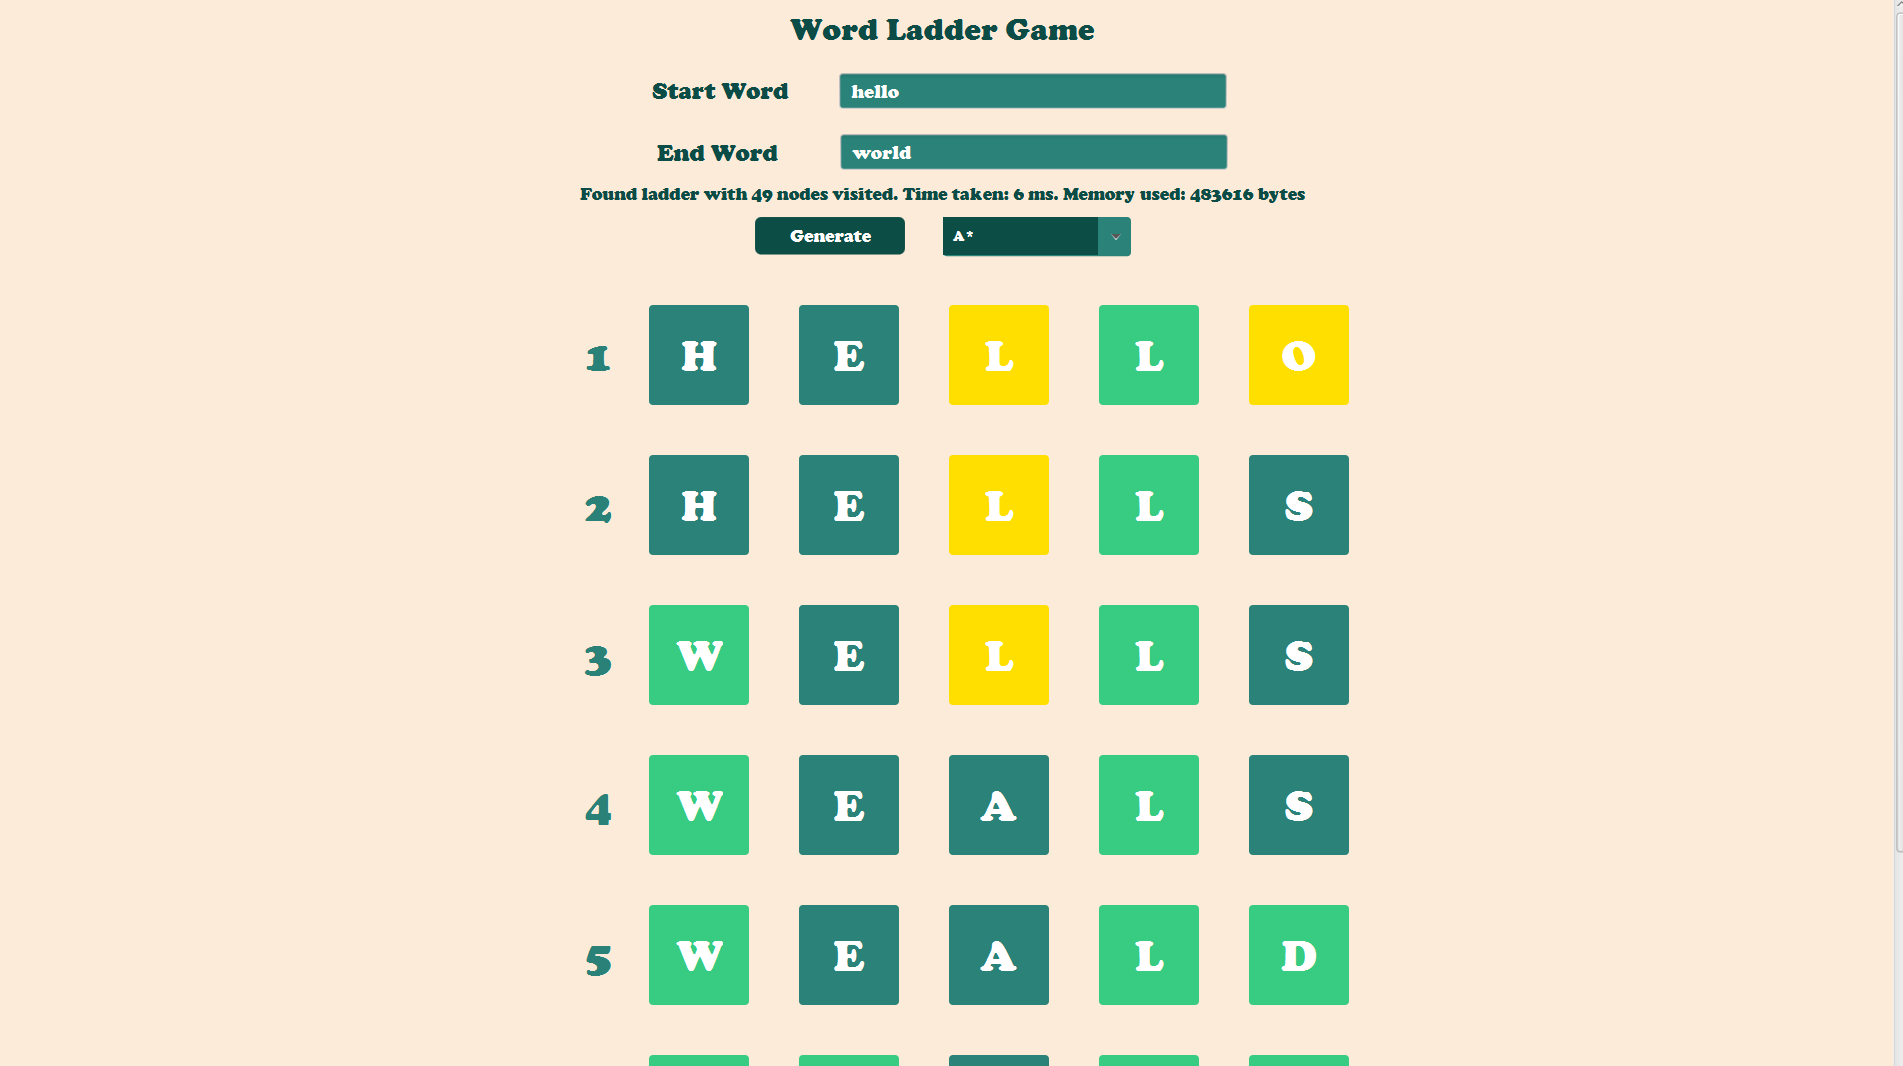 Word Ladder Game
Start Word hello
End Word world
Found ladder with 49 nodes visited. Time taken: 6 ms. Memory used: 483616 bytes
Generate A*
1 H E L L O
2 H E L L S
3 W E L L S
4 W E A L S
5 W E A L D